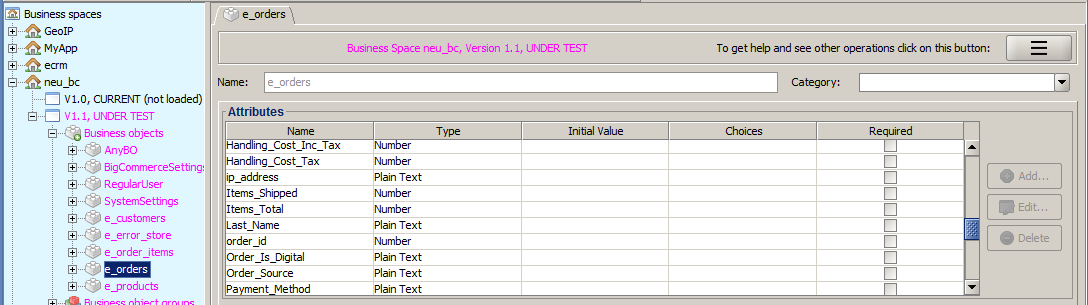 Business spaces
GeoIP
MyApp
ecrm
neu_bc
V1.0, CURRENT (not loaded)
V1.1, UNDER TEST
Business objects
AnyBO
BigCommerceSettings
RegularUser
SystemSettings
e_customers
e_error_store
e_order_items
e_orders
e_products
Business object groups
e_orders
Business Space neu_bc, Version 1.1, UNDER TEST To get help and see other operations click on this button:
Name: e_orders Category:
Attributes
Name Type Initial Value Choices Required
Handling_Cost_Inc_Tax Number
Handling_Cost_Tax Number
ip_address Plain Text
Items_Shipped Number
Items_Total Number
Last_Name Plain Text
order_id Number
Order_Is_Digital Plain Text
Order_Source Plain Text
Payment_Method Plain Text
Add...
Edit...
Delete